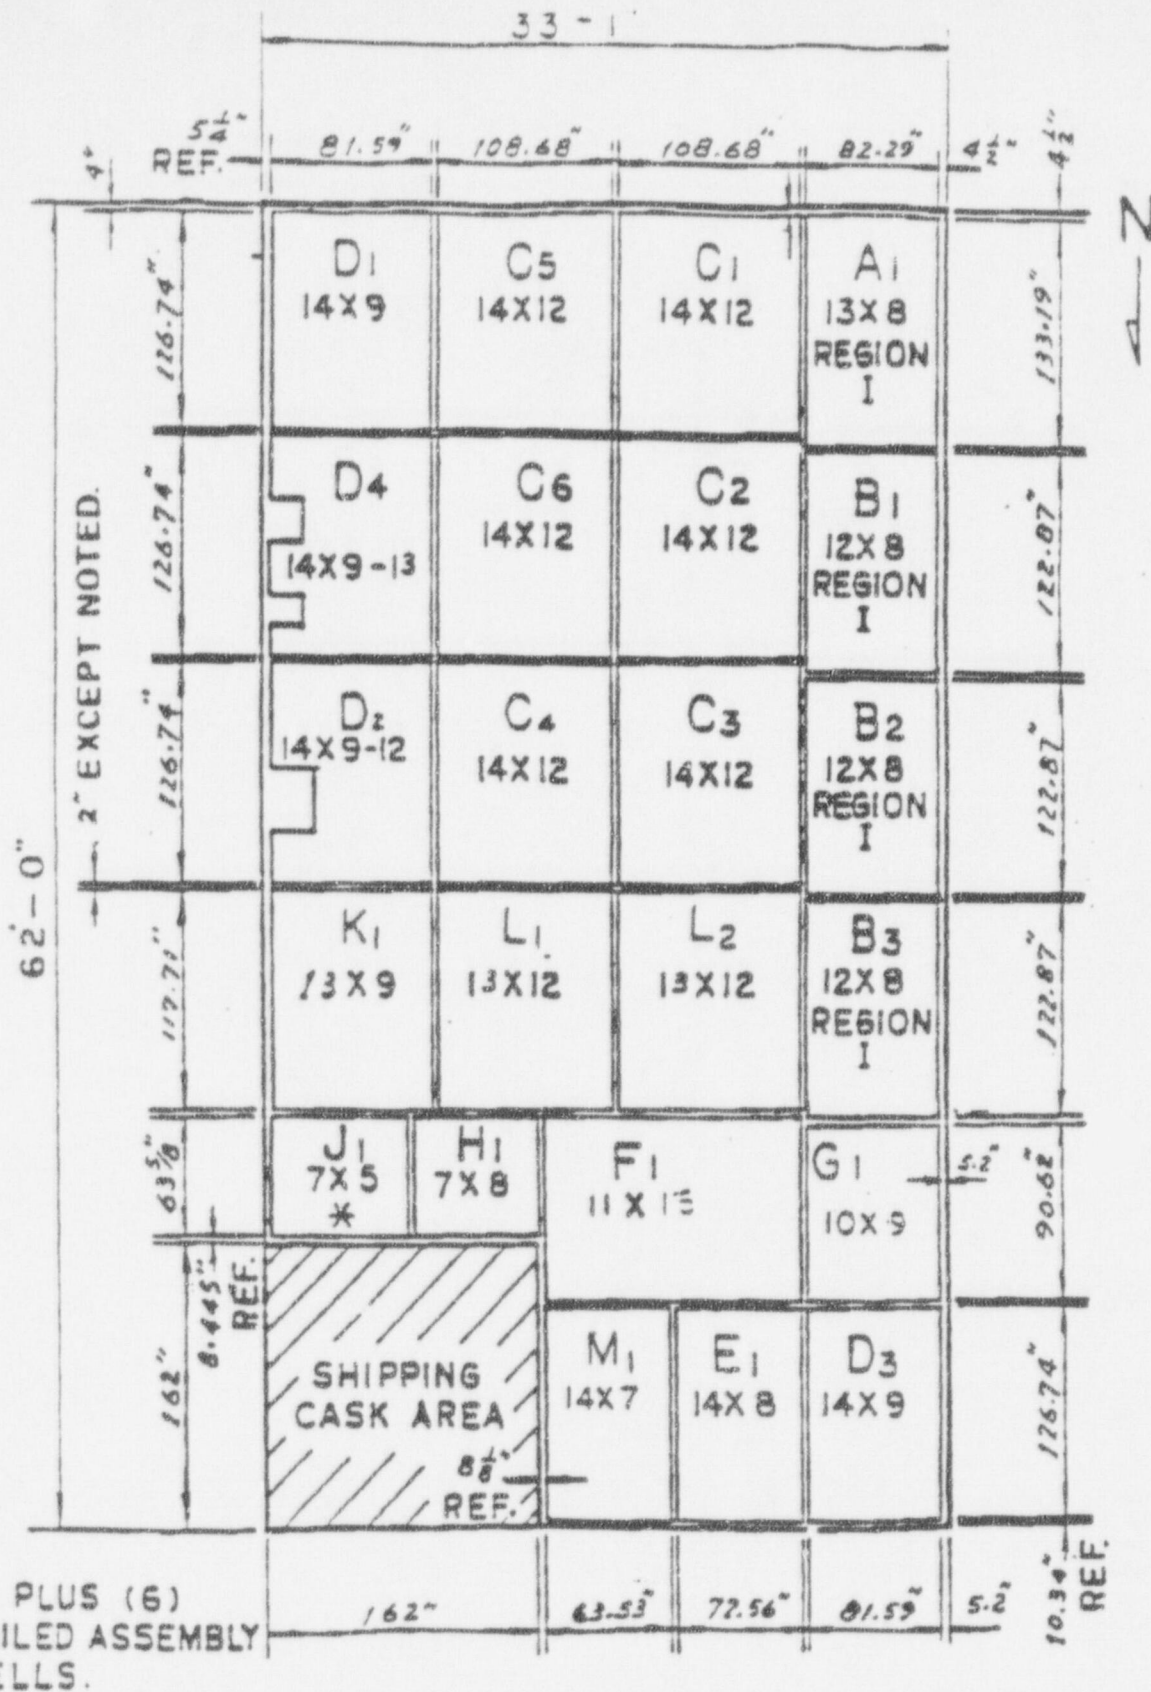 33 - 1
5 1/4"
REF.
81.59"
108.68"
108.68"
82.29"
4 1/2"
4"
4 1/2"
N
D1
14X9
C5
14X12
C1
14X12
A1
13X8
REGION
I
126.74"
133.19"
D4
14X9-13
C6
14X12
C2
14X12
B1
12X8
REGION
I
126.74"
122.87"
2" EXCEPT NOTED.
D2
14X9-12
C4
14X12
C3
14X12
B2
12X8
REGION
I
126.74"
122.87"
62'-0"
K1
13X9
L1
13X12
L2
13X12
B3
12X8
REGION
I
122.87"
J1
7X5
*
H1
7X8
F1
G1
10X9
5.2"
63 5/8"
90.62"
8.445"
REF.
SHIPPING
CASK AREA
8 1/8"
REF.
M1
14X7
E1
14X8
D3
14X9
162"
126.74"
162"
63.53"
72.56"
81.59"
5.2"
10.34"
REF.
PLUS (6)
ILED ASSEMBLY
ELLS.